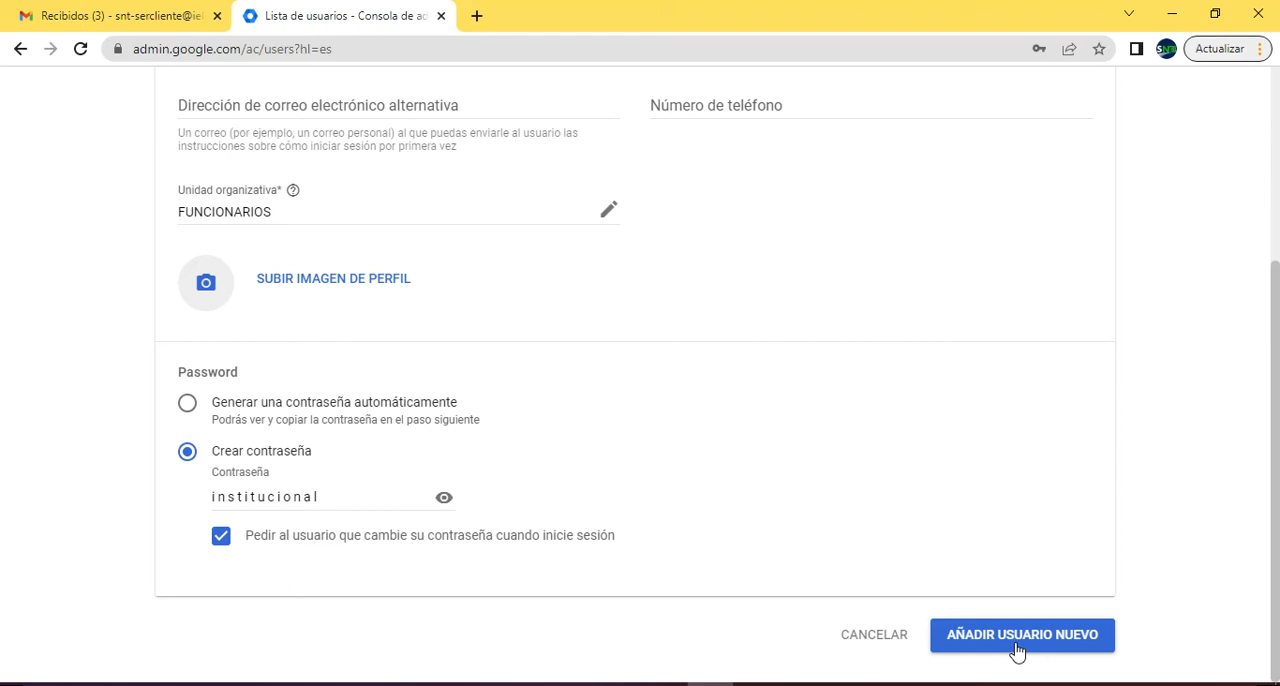 Recibidos (3) - snt-sercliente@iel
Lista de usuarios - Consola de ad
admin.google.com/ac/users?hl=es
SNT
Actualizar
Dirección de correo electrónico alternativa
Número de teléfono
Un correo (por ejemplo, un correo personal) al que puedas enviarle al usuario las
instrucciones sobre cómo iniciar sesión por primera vez
Unidad organizativa*
FUNCIONARIOS
SUBIR IMAGEN DE PERFIL
Password
Generar una contraseña automáticamente
Podrás ver y copiar la contraseña en el paso siguiente
Crear contraseña
Contraseña
institucional
Pedir al usuario que cambie su contraseña cuando inicie sesión
CANCELAR
AÑADIR USUARIO NUEVO